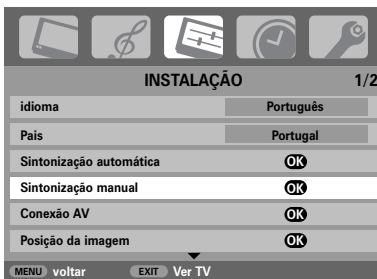 INSTALAÇÃO 1/2
idioma Português
Pais Portugal
Sintonização automática OK
Sintonização manual OK
Conexão AV OK
Posição da imagem OK
MENU voltar EXIT Ver TV